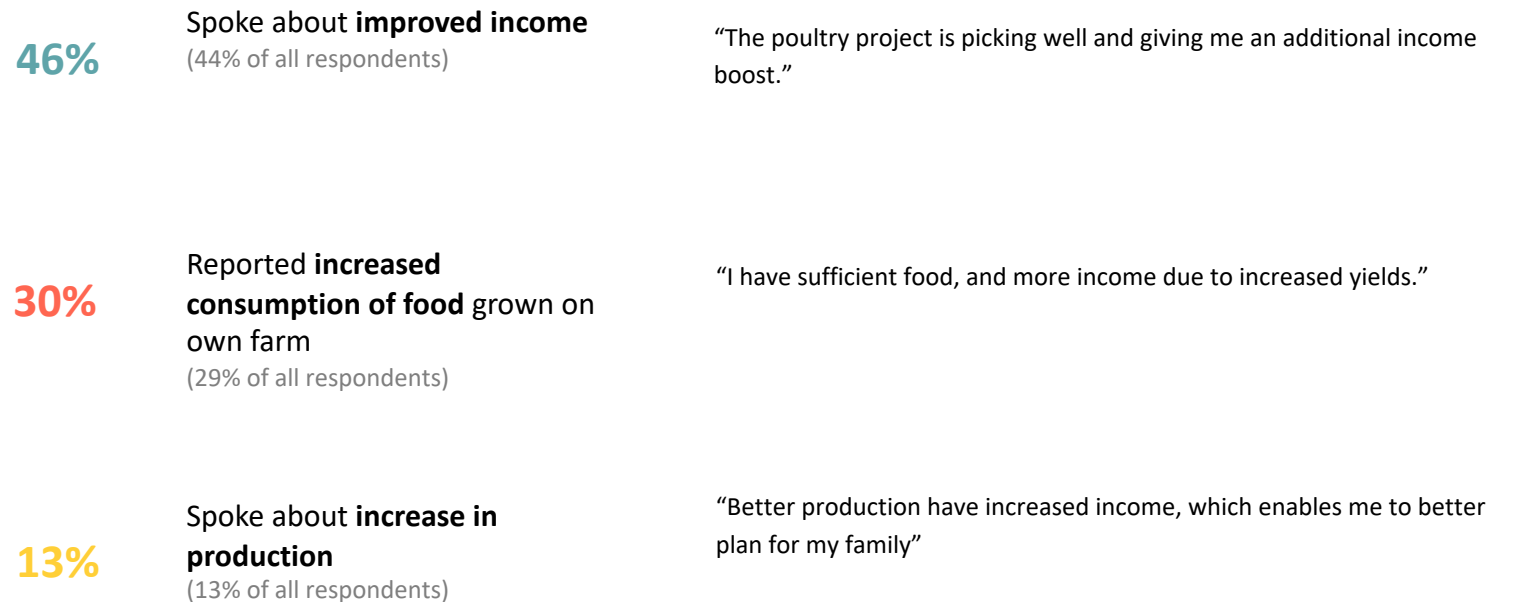 46%
Spoke about improved income
(44% of all respondents)
“The poultry project is picking well and giving me an additional income
boost.”
30%
Reported increased
consumption of food grown on
own farm
(29% of all respondents)
“I have sufficient food, and more income due to increased yields.”
13%
Spoke about increase in
production
(13% of all respondents)
“Better production have increased income, which enables me to better
plan for my family”